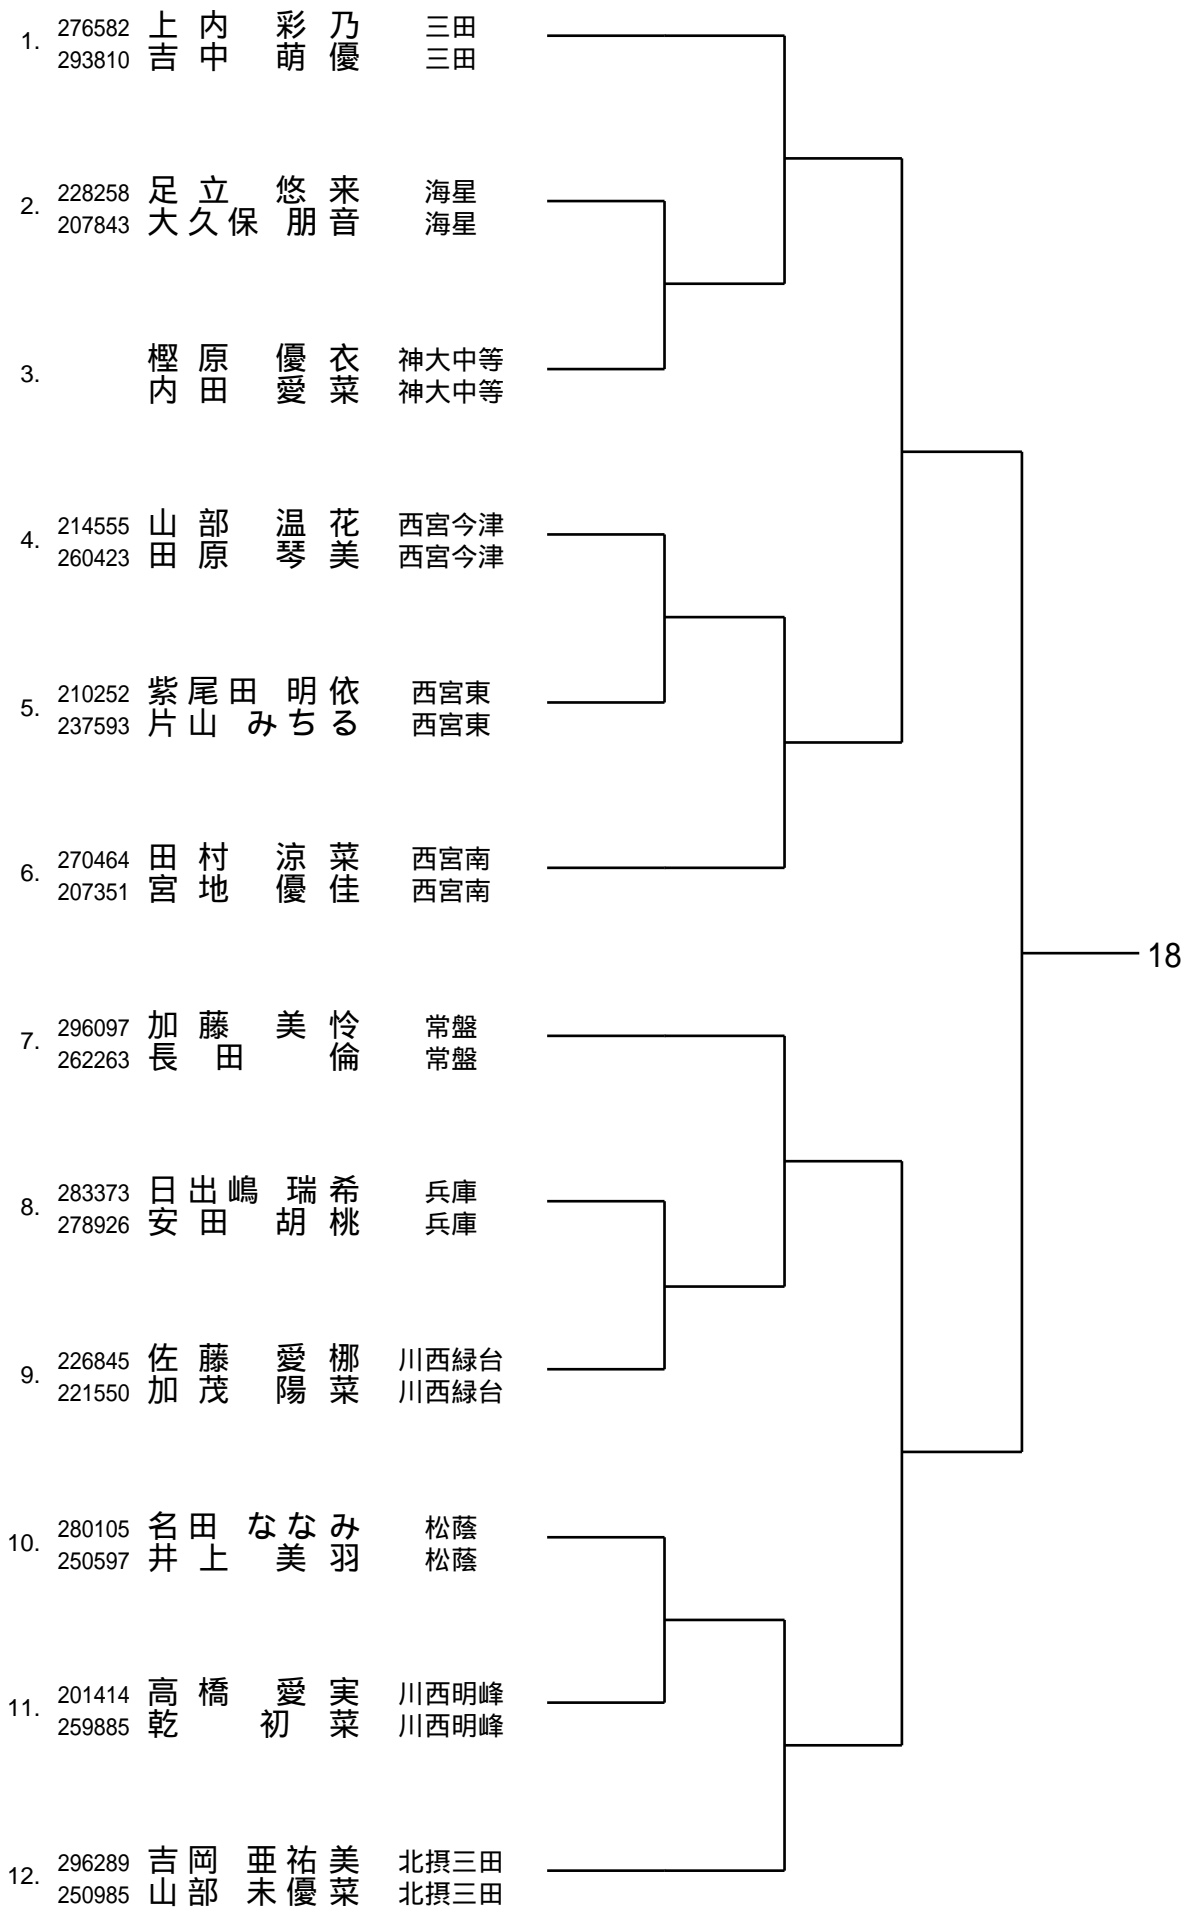 1. 276582 上内 彩乃 三田
293810 吉中 萌優 三田
2. 228258 足立 悠来 海星
207843 大久保 朋音 海星
3. 樫原 優衣 神大中等
内田 愛菜 神大中等
4. 214555 山部 温花 西宮今津
260423 田原 琴美 西宮今津
5. 210252 紫尾田 明依 西宮東
237593 片山 みちる 西宮東
6. 270464 田村 涼菜 西宮南
207351 宮地 優佳 西宮南
18
7. 296097 加藤 美怜 常盤
262263 長田 倫 常盤
8. 283373 日出嶋 瑞希 兵庫
278926 安田 胡桃 兵庫
9. 226845 佐藤 愛梛 川西緑台
221550 加茂 陽菜 川西緑台
10. 280105 名田 ななみ 松蔭
250597 井上 美羽 松蔭
11. 201414 高橋 愛実 川西明峰
259885 乾 初菜 川西明峰
12. 296289 吉岡 亜祐美 北摂三田
250985 山部 未優菜 北摂三田